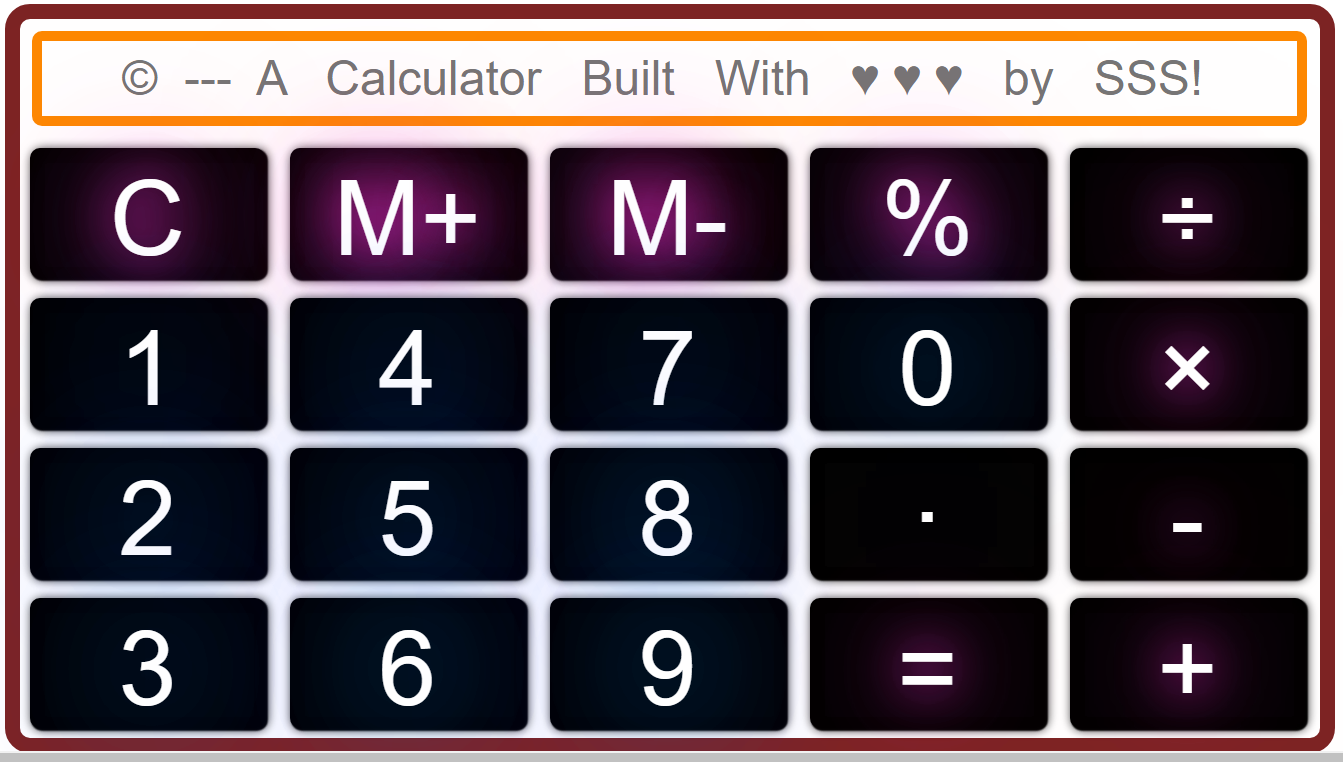 © --- A Calculator Built With ♥ ♥ ♥ by SSS!
C M+ M- % ÷
1 4 7 0 ×
2 5 8 · -
3 6 9 = +